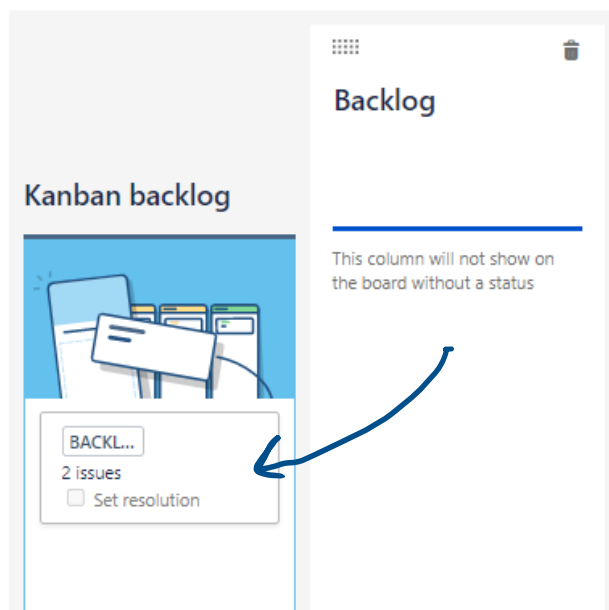 Kanban backlog
BACKL...
2 issues
Set resolution
Backlog
This column will not show on
the board without a status